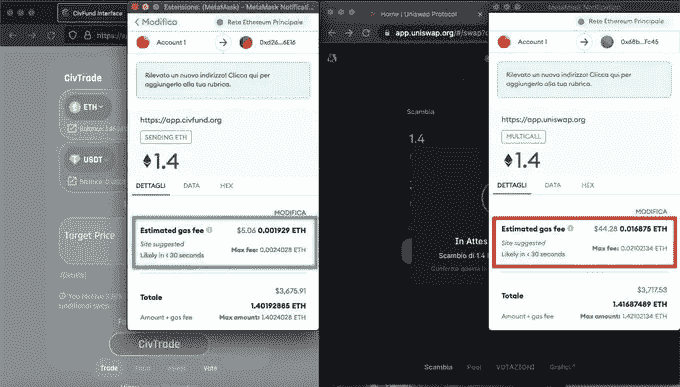 CivFund Interface
Estensione: (MetaMask) - MetaMask Notificati
Modifica
Rete Ethereum Principale
Account 1
0xd26...6E16
Rilevato un nuovo indirizzo! Clicca qui per
aggiungerlo alla tua rubrica.
https://app.civfund.org
SENDING ETH
1.4
DETTAGLI DATA HEX
MODIFICA
Estimated gas fee $5.06 0.001929 ETH
Site suggested
Likely in < 30 seconds
Max fee: 0.0024028 ETH
$3,675.91
Totale 1.40192885 ETH
Amount + gas fee Max amount: 1.4024028 ETH
CivTrade
ETH
USDT
Target Price
CivTrade
Trade
Vote
Home | Uniswap Protocol
app.uniswap.org/#/swap?
Scambia
1.4
In Attes
Scambio di 1.4
Scambia Pool VOTAZIONI Grafici
MetaMask Notification
Rete Ethereum Principale
Account 1
0x68b...Fc45
Rilevato un nuovo indirizzo! Clicca qui per
aggiungerlo alla tua rubrica.
https://app.uniswap.org
MULTICALL
1.4
DETTAGLI DATA HEX
MODIFICA
Estimated gas fee $44.28 0.016875 ETH
Site suggested
Likely in < 30 seconds
Max fee: 0.02102134 ETH
$3,717.53
Totale 1.41687489 ETH
Amount + gas fee Max amount: 1.42102134 ETH